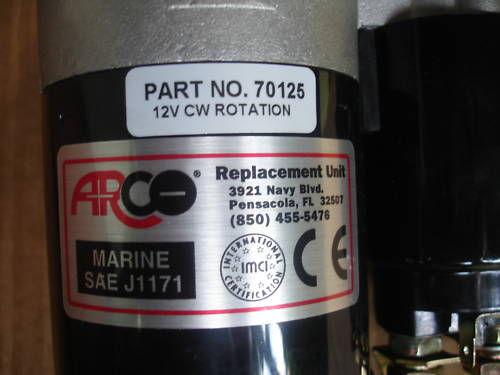 PART NO. 70125
12V CW ROTATION
ARCO®
Replacement Unit
3921 Navy Blvd.
Pensacola, FL 32507
(850) 455-5476
MARINE
SAE J1171
INTERNATIONAL
IMCI
CERTIFICATION
CE